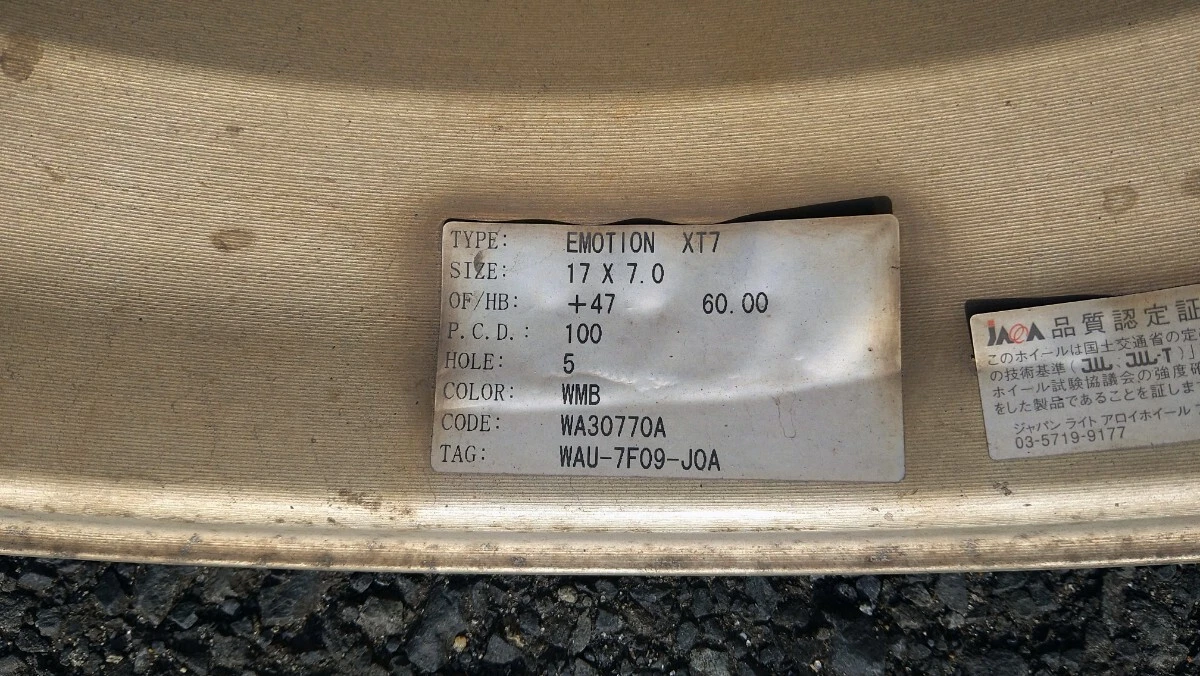 TYPE: EMOTION XT7
SIZE: 17 X 7.0
OF/HB: +47 60.00
P.C.D.: 100
HOLE: 5
COLOR: WMB
CODE: WA30770A
TAG: WAU-7F09-J0A
JAWA 品質認定証
このホイールは国土交通省の定
の技術基準(JWL、JWL-T)」
ホイール試験協議会の強度確
をした製品であることを証しま
ジャパン ライト アロイホイール
03-5719-9177